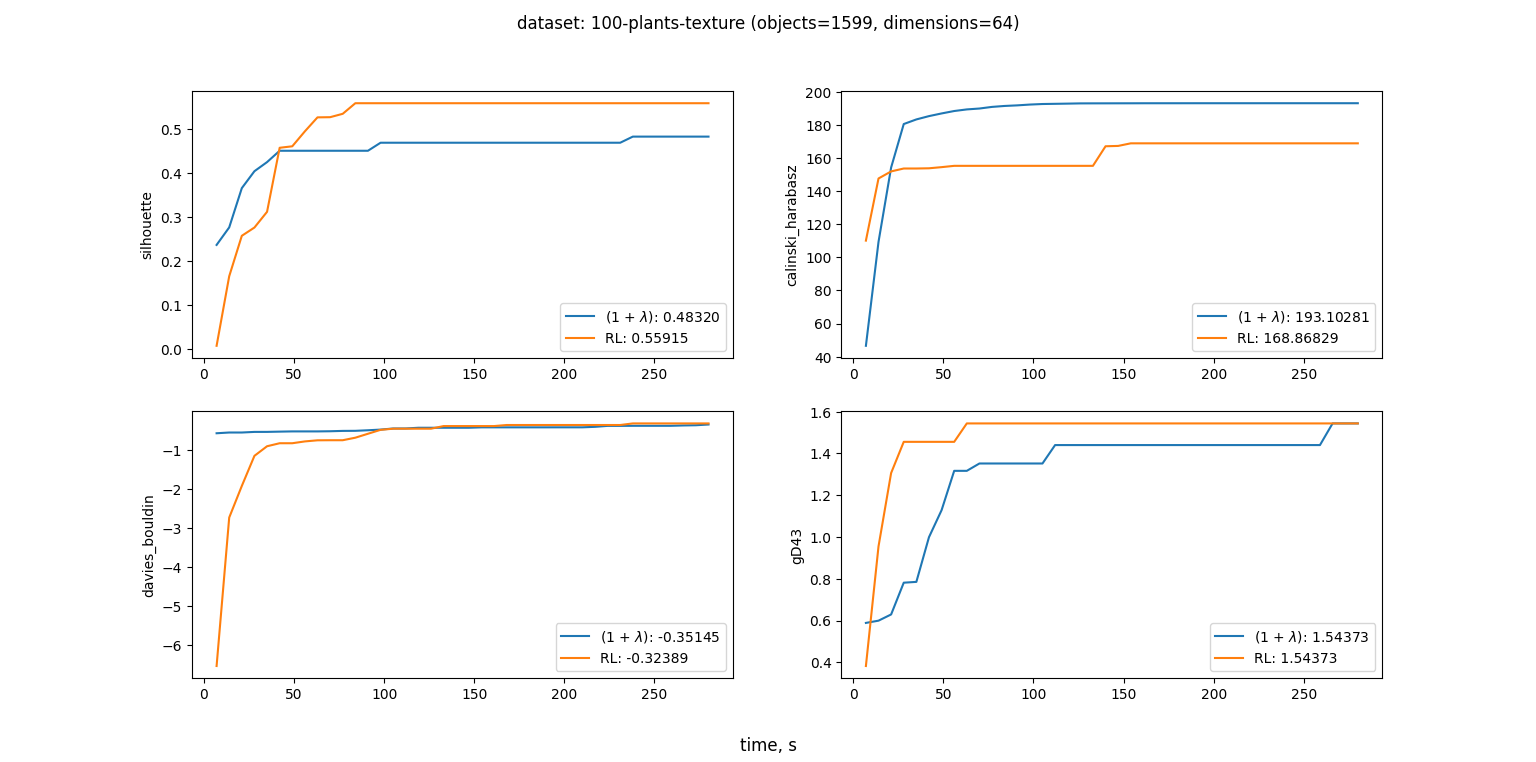 dataset: 100-plants-texture (objects=1599, dimensions=64)
silhouette
0.5
0.4
0.3
0.2
0.1
0.0
0 50 100 150 200 250
(1 + λ): 0.48320
RL: 0.55915
calinski_harabasz
200
180
160
140
120
100
80
60
40
0 50 100 150 200 250
(1 + λ): 193.10281
RL: 168.86829
davies_bouldin
−1
−2
−3
−4
−5
−6
0 50 100 150 200 250
(1 + λ): -0.35145
RL: -0.32389
gD43
1.6
1.4
1.2
1.0
0.8
0.6
0.4
0 50 100 150 200 250
(1 + λ): 1.54373
RL: 1.54373
time, s